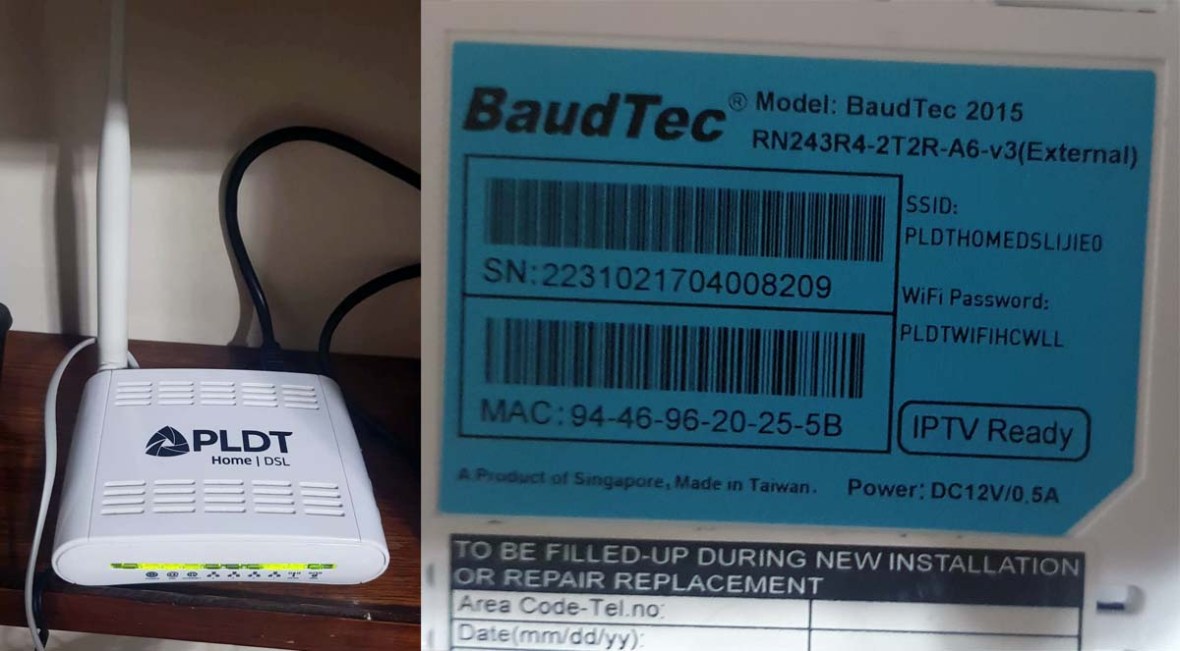 PLDT
Home | DSL
BaudTec® Model: BaudTec 2015
RN243R4-2T2R-A6-v3(External)
SSID:
PLDTHOMEDSLIJIE0
SN:2231021704008209
WiFi Password:
PLDTWIFIHCWLL
MAC:94-46-96-20-25-5B
IPTV Ready
A Product of Singapore, Made in Taiwan. Power: DC12V/0.5A
TO BE FILLED-UP DURING NEW INSTALLATION
OR REPAIR REPLACEMENT
Area Code-Tel.no:
Date(mm/dd/yy):